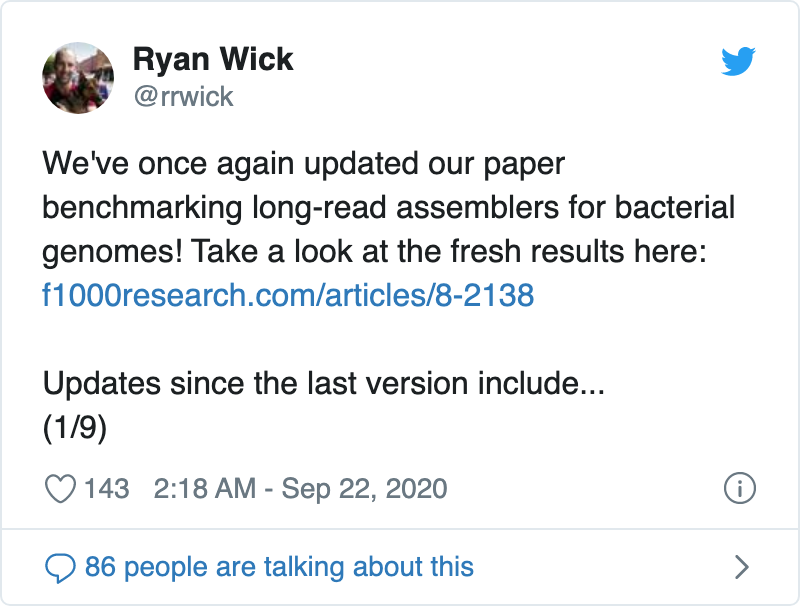 Ryan Wick
@rrwick
We've once again updated our paper
benchmarking long-read assemblers for bacterial
genomes! Take a look at the fresh results here:
f1000research.com/articles/8-2138
Updates since the last version include...
(1/9)
143 2:18 AM - Sep 22, 2020
86 people are talking about this